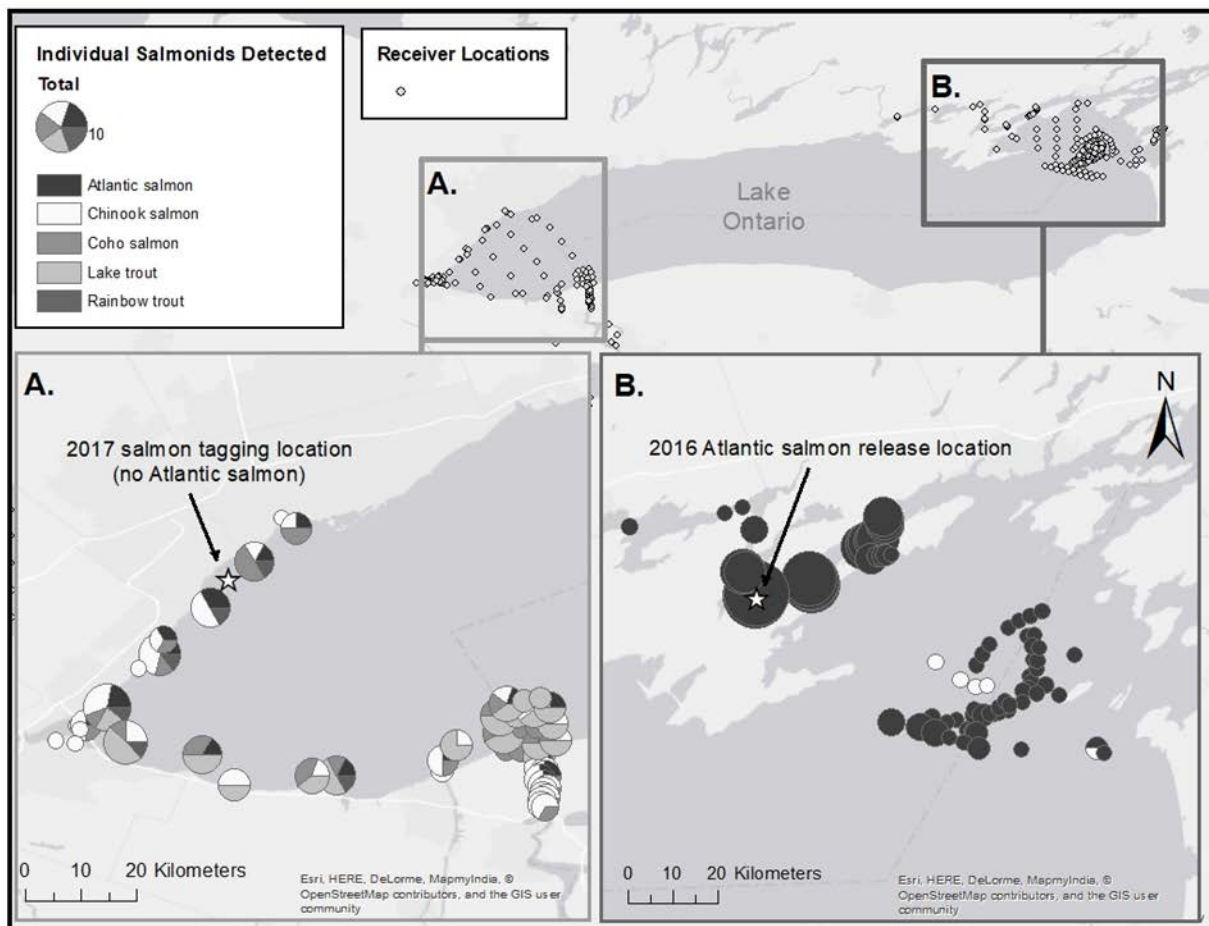 Individual Salmonids Detected
Total
10
Atlantic salmon
Chinook salmon
Coho salmon
Lake trout
Rainbow trout
Receiver Locations
A.
B.
Lake
Ontario
A.
2017 salmon tagging location
(no Atlantic salmon)
0 10 20 Kilometers
Esri, HERE, DeLorme, MapmyIndia, ©
OpenStreetMap contributors, and the GIS user
community
B.
N
2016 Atlantic salmon release location
0 10 20 Kilometers
Esri, HERE, DeLorme, MapmyIndia, ©
OpenStreetMap contributors, and the GIS user
community